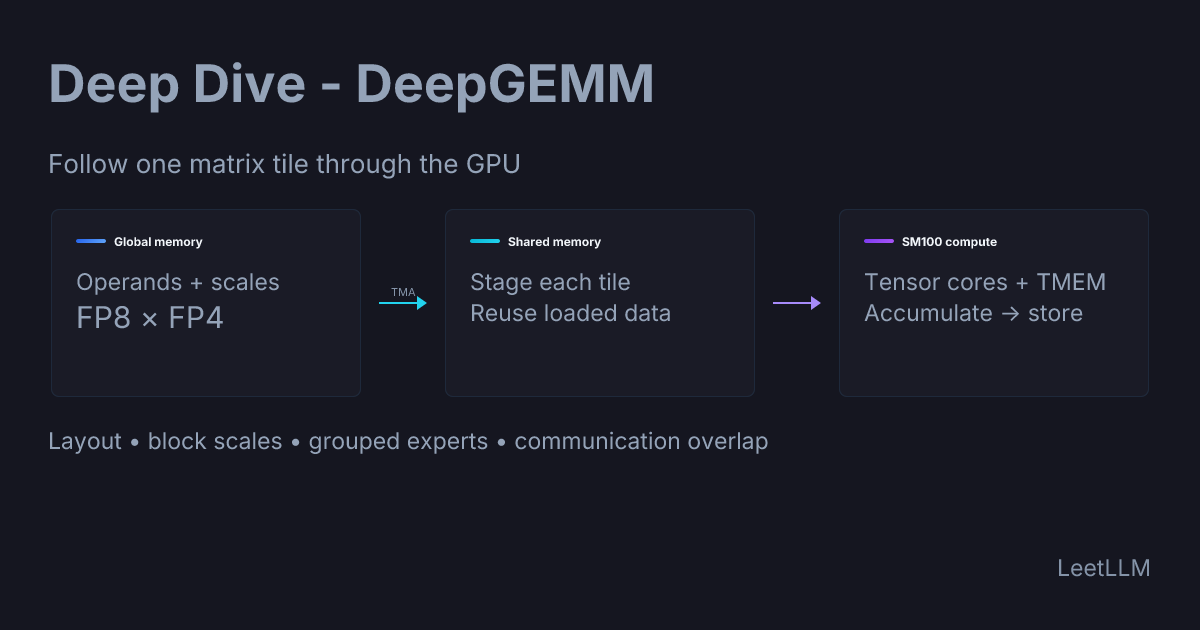 Deep Dive - DeepGEMM
Follow one matrix tile through the GPU
Global memory
Operands + scales
FP8 × FP4
TMA
Shared memory
Stage each tile
Reuse loaded data
SM100 compute
Tensor cores + TMEM
Accumulate → store
Layout • block scales • grouped experts • communication overlap
LeetLLM